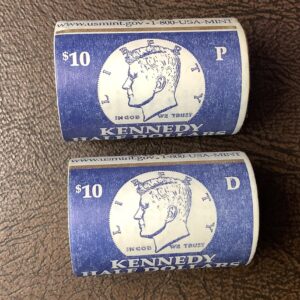 www.usmint.gov • 1-800-USA-MINT
$10 LIBERTY P
IN GOD WE TRUST
KENNEDY
HALF DOLLARS
www.usmint.gov • 1-800-USA-MINT
$10 LIBERTY D
IN GOD WE TRUST
KENNEDY
HALF DOLLARS